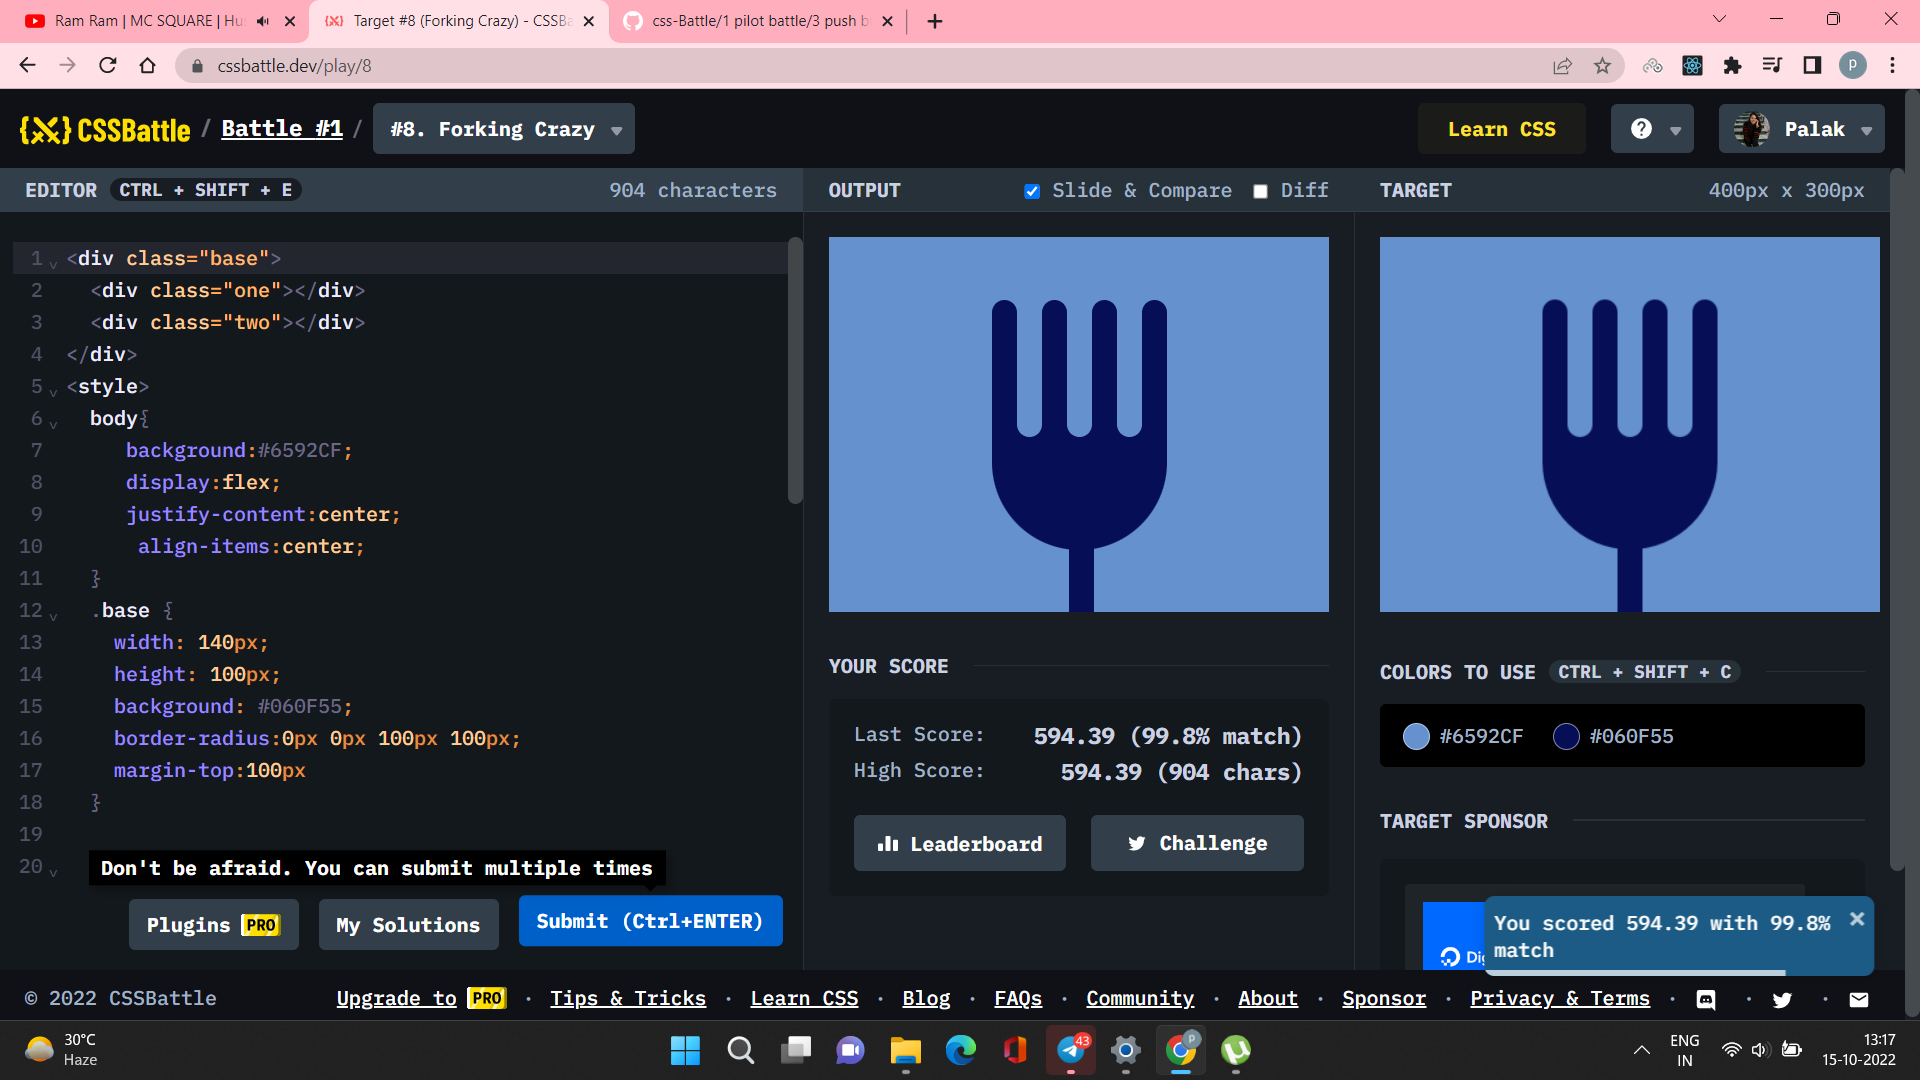 Ram Ram | MC SQUARE | Hu
Target #8 (Forking Crazy) - CSSBa
css-Battle/1 pilot battle/3 push b
cssbattle.dev/play/8
P
{X} CSSBattle / Battle #1 / #8. Forking Crazy
Learn CSS
?
Palak
EDITOR CTRL + SHIFT + E 904 characters
OUTPUT Slide & Compare Diff
TARGET 400px x 300px
1 <div class="base">
2 <div class="one"></div>
3 <div class="two"></div>
4 </div>
5 <style>
6 body{
7 background:#6592CF;
8 display:flex;
9 justify-content:center;
10 align-items:center;
11 }
12 .base {
13 width: 140px;
14 height: 100px;
15 background: #060F55;
16 border-radius:0px 0px 100px 100px;
17 margin-top:100px
18 }
19
20
Don't be afraid. You can submit multiple times
Plugins PRO
My Solutions
Submit (Ctrl+ENTER)
YOUR SCORE
Last Score: 594.39 (99.8% match)
High Score: 594.39 (904 chars)
Leaderboard
Challenge
COLORS TO USE CTRL + SHIFT + C
#6592CF #060F55
TARGET SPONSOR
You scored 594.39 with 99.8%
match
© 2022 CSSBattle
Upgrade to PRO · Tips & Tricks · Learn CSS · Blog · FAQs · Community · About · Sponsor · Privacy & Terms
30°C
Haze
43
P
ENG
IN
13:17
15-10-2022